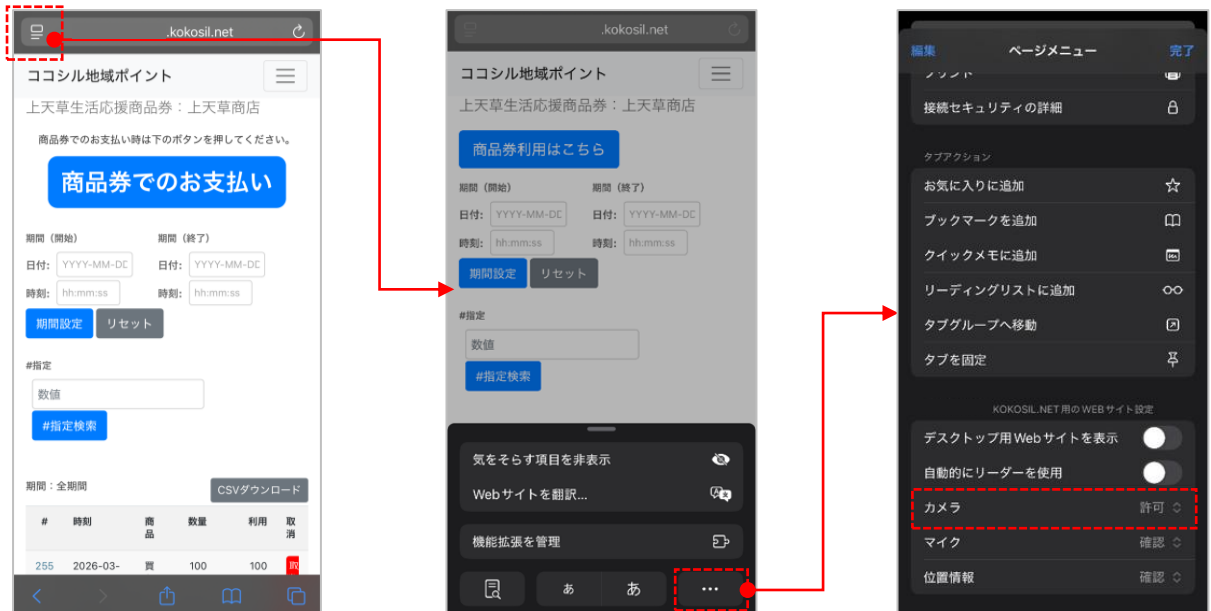 .kokosil.net
ココシル地域ポイント
上天草生活応援商品券：上天草商店
商品券でのお支払い時は下のボタンを押してください。
商品券でのお支払い
期間（開始） 期間（終了）
日付: YYYY-MM-DD 日付: YYYY-MM-DD
時刻: hh:mm:ss 時刻: hh:mm:ss
期間設定 リセット
#指定
数値
#指定検索
期間：全期間 CSVダウンロード
# 時刻 商品 数量 利用 取消
255 2026-03- 買 100 100 取
.kokosil.net
ココシル地域ポイント
上天草生活応援商品券：上天草商店
商品券利用はこちら
期間（開始） 期間（終了）
日付: YYYY-MM-DD 日付: YYYY-MM-DD
時刻: hh:mm:ss 時刻: hh:mm:ss
期間設定 リセット
#指定
数値
#指定検索
気をそらす項目を非表示
Webサイトを翻訳...
機能拡張を管理
ぁ あ ...
編集 ページメニュー 完了
プリント
接続セキュリティの詳細
タブアクション
お気に入りに追加
ブックマークを追加
クイックメモに追加
リーディングリストに追加
タブグループへ移動
タブを固定
KOKOSIL.NET用のWEBサイト設定
デスクトップ用Webサイトを表示
自動的にリーダーを使用
カメラ 許可
マイク 確認
位置情報 確認